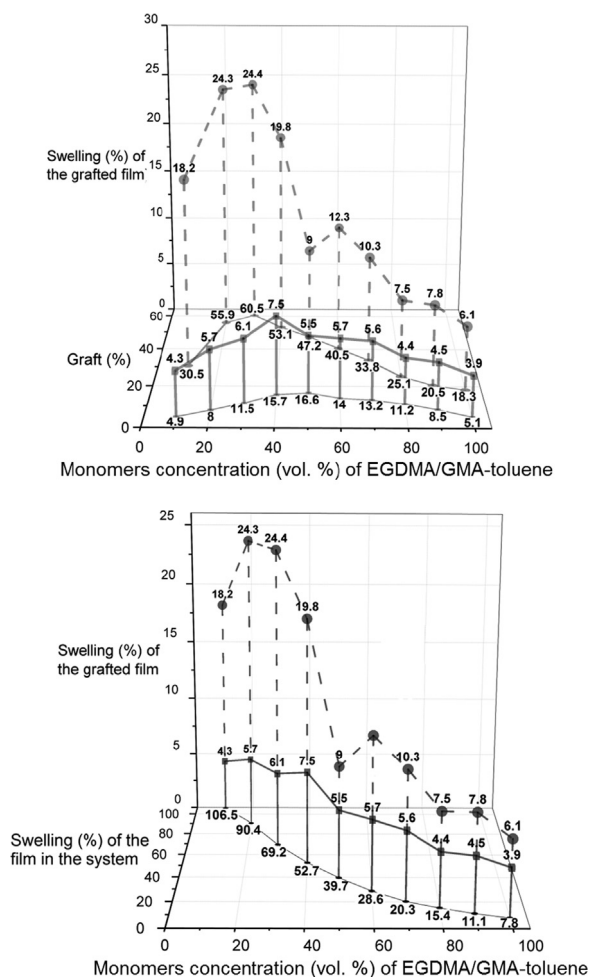 30
25
24.3 24.4
20
19.8
Swelling (%) of
the grafted film
18.2
15
12.3
10
10.3
9
7.5 7.8
5
6.1
0
60
55.9 60.5 7.5
5.7 6.1 53.1 5.5 5.7 5.6
47.2 40.5 4.4 4.5
Graft (%)
40
4.3 30.5 33.8 25.1 20.5 3.9
18.3
20
15.7 16.6 14 13.2 11.2
4.9 8 11.5 8.5 5.1
0
0 20 40 60 80 100
Monomers concentration (vol. %) of EGDMA/GMA-toluene
25
24.3 24.4
20
18.2 19.8
Swelling (%) of
the grafted film
15
10
9 10.3
5
4.3 5.7 6.1 7.5
7.5 7.8
5.5 5.7 5.6
6.1
0
100
106.5
80
90.4
4.4 4.5 3.9
Swelling (%) of the
film in the system
60
69.2
40
52.7
39.7
20
28.6 20.3 15.4 11.1 7.8
0
0 20 40 60 80 100
Monomers concentration (vol. %) of EGDMA/GMA-toluene